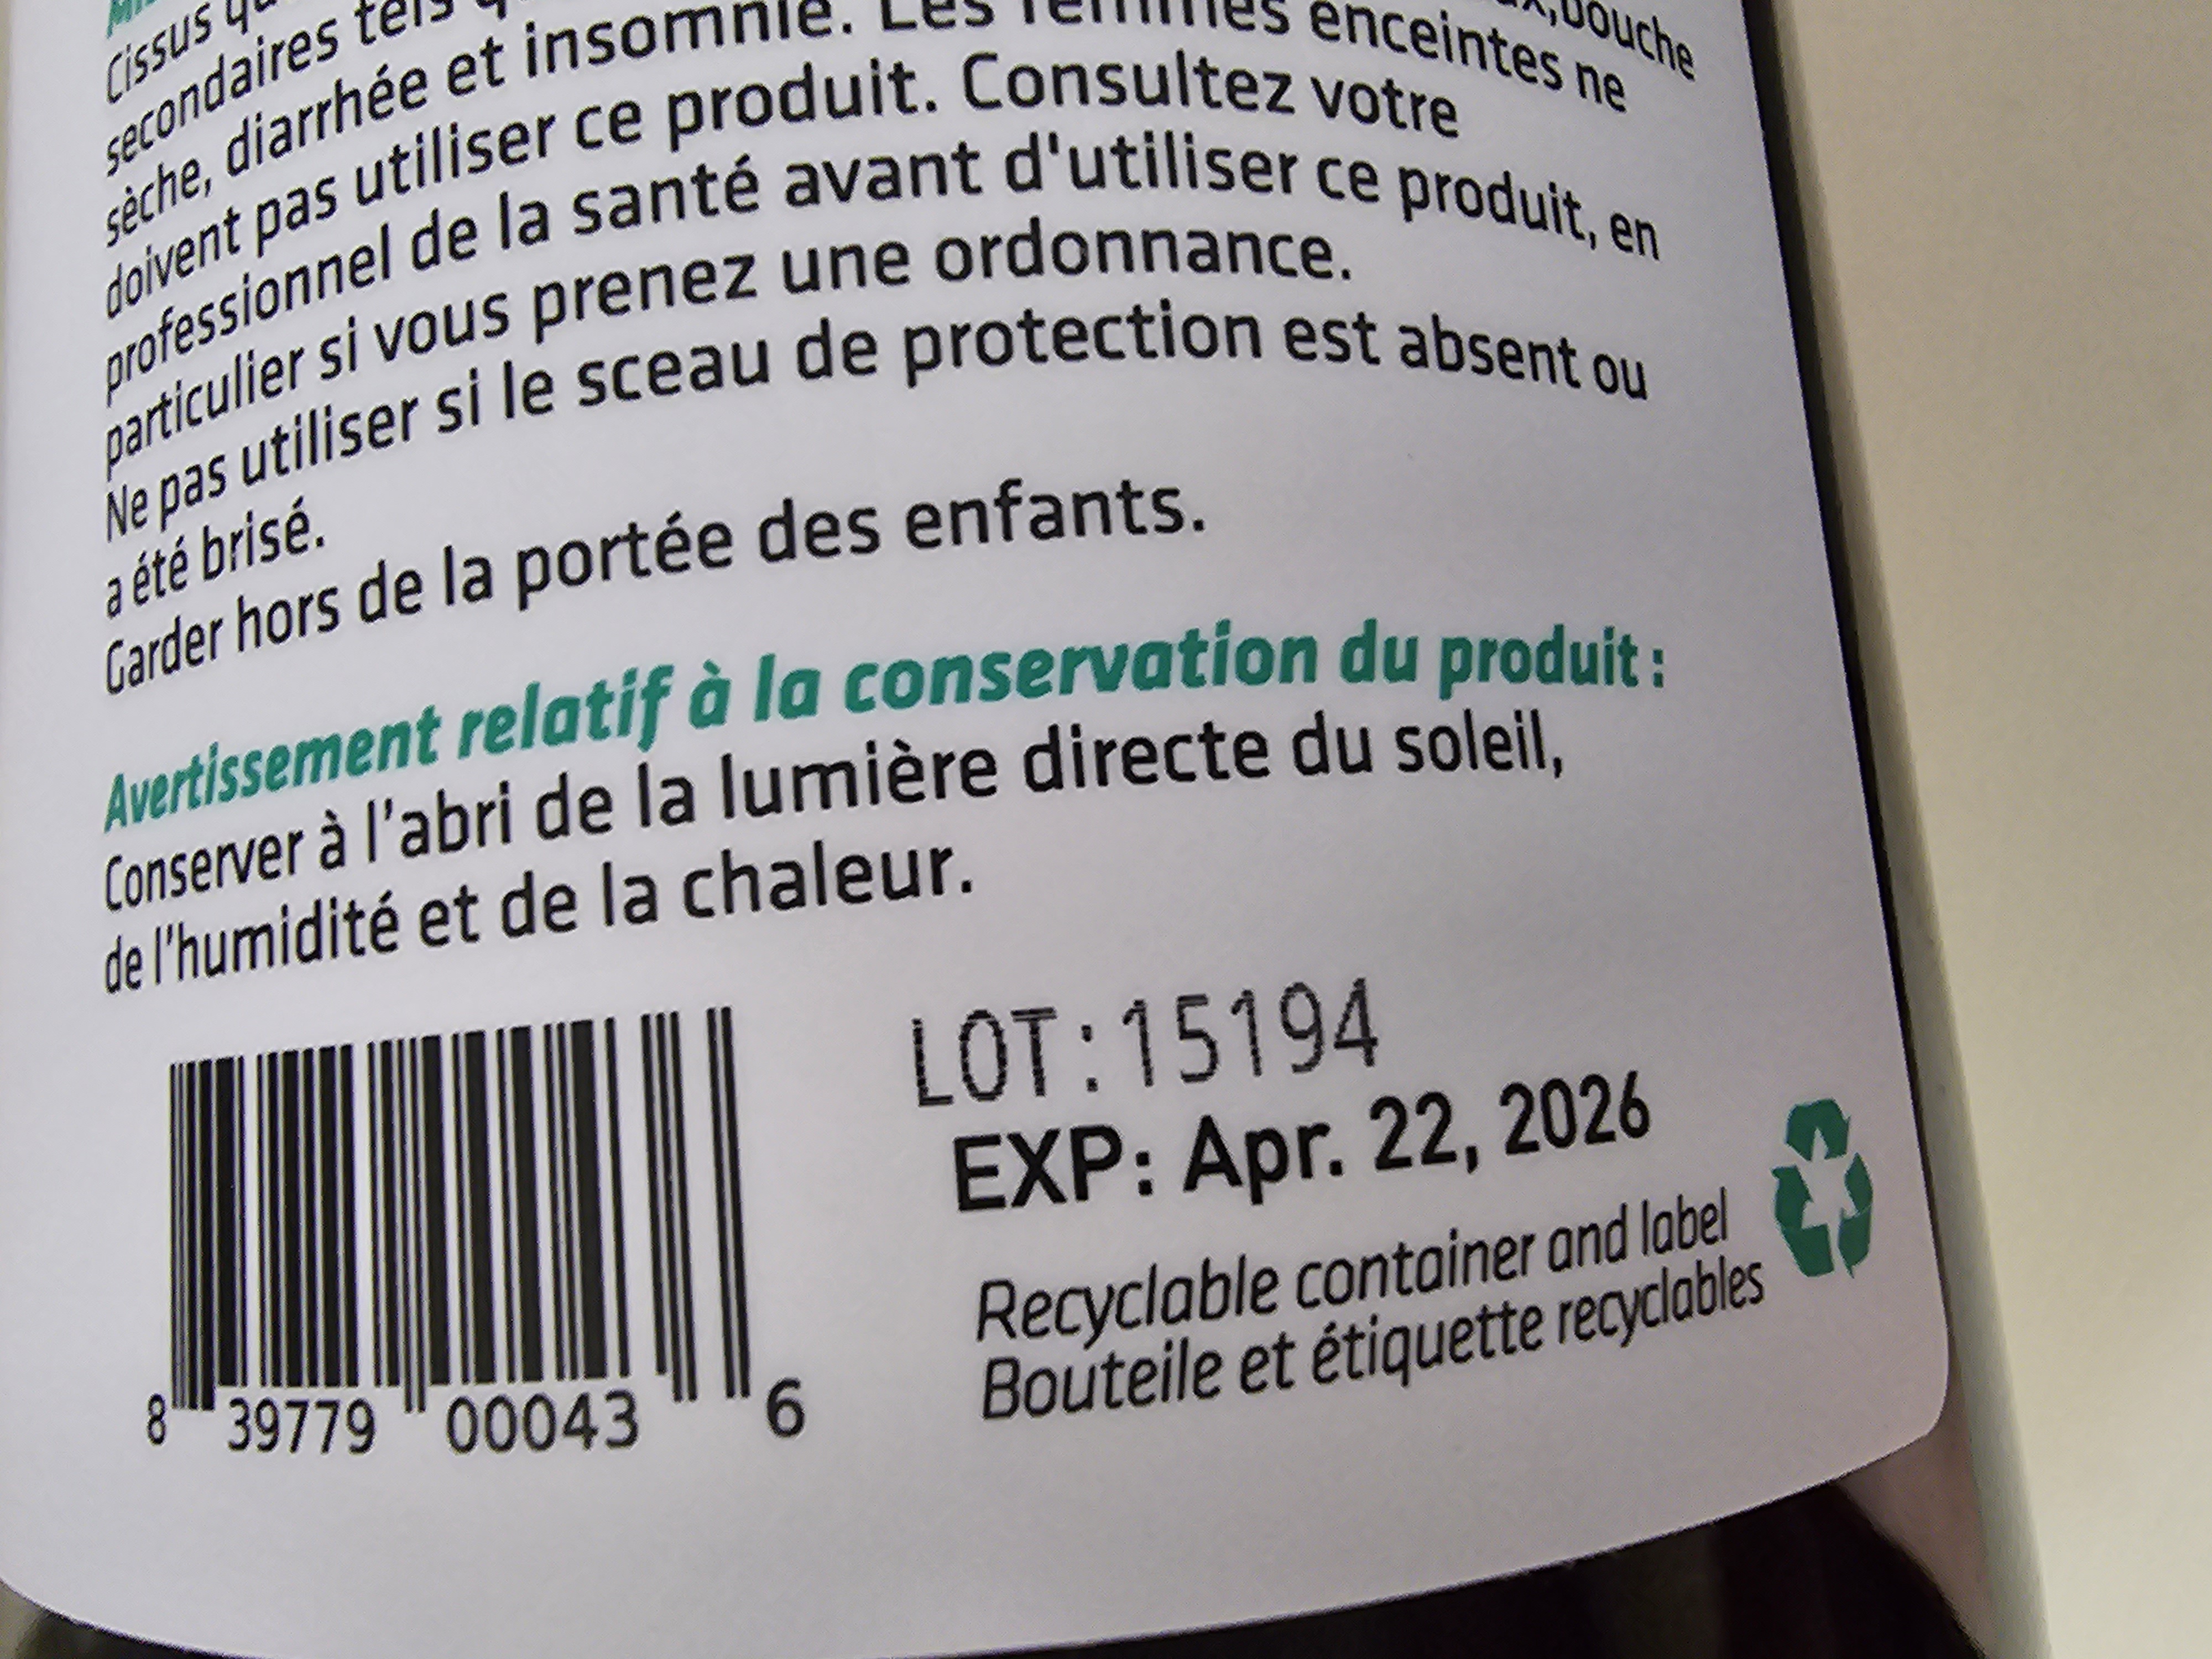 Cissus
secondaires tels
sèche, diarrhée et insomnie. Les femmes enceintes ne
doivent pas utiliser ce produit. Consultez votre
professionnel de la santé avant d'utiliser ce produit, en
particulier si vous prenez une ordonnance.
Ne pas utiliser si le sceau de protection est absent ou
a été brisé.
Garder hors de la portée des enfants.
Avertissement relatif à la conservation du produit :
Conserver à l'abri de la lumière directe du soleil,
de l'humidité et de la chaleur.
LOT:15194
EXP: Apr. 22, 2026
Recyclable container and label
Bouteile et étiquette recyclables
8 39779 00043 6